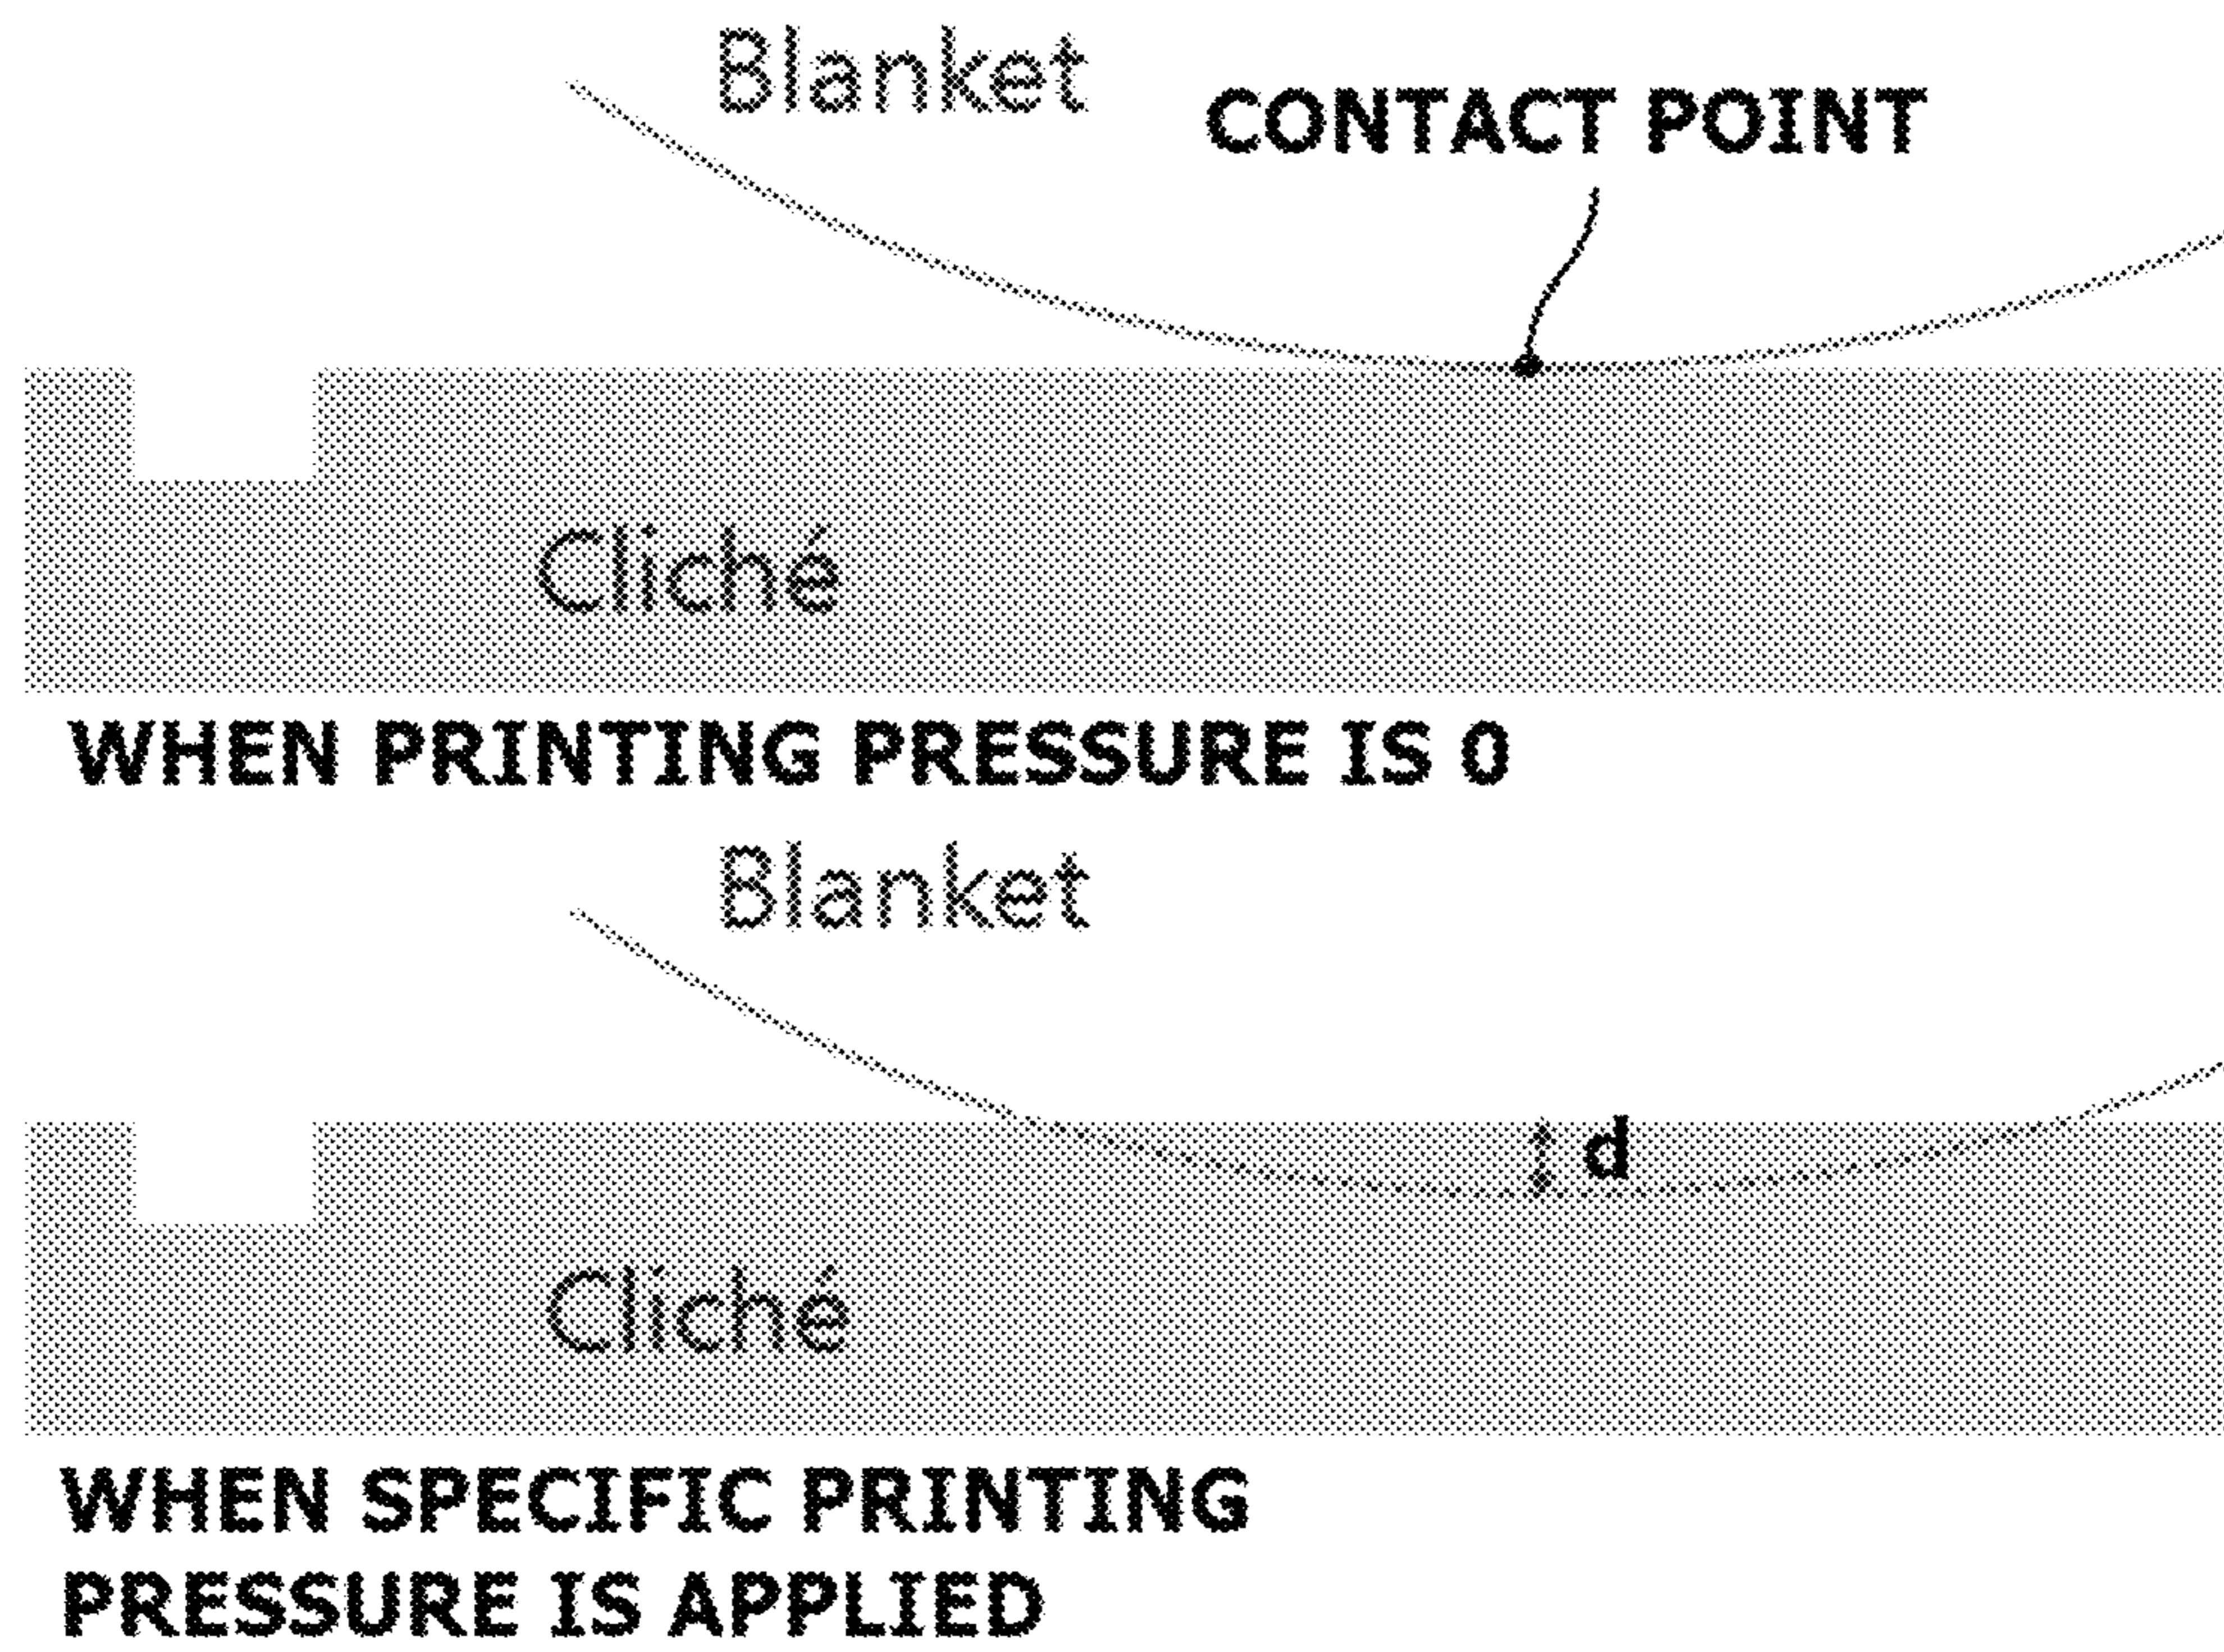 Blanket
CONTACT POINT
Cliché
WHEN PRINTING PRESSURE IS 0
Blanket
d
Cliché
WHEN SPECIFIC PRINTING
PRESSURE IS APPLIED